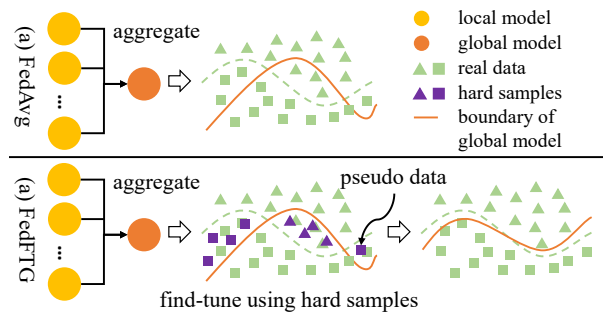 (a) FedAvg
aggregate
...
local model
global model
real data
hard samples
boundary of
global model
(a) FedFTG
aggregate
...
pseudo data
find-tune using hard samples